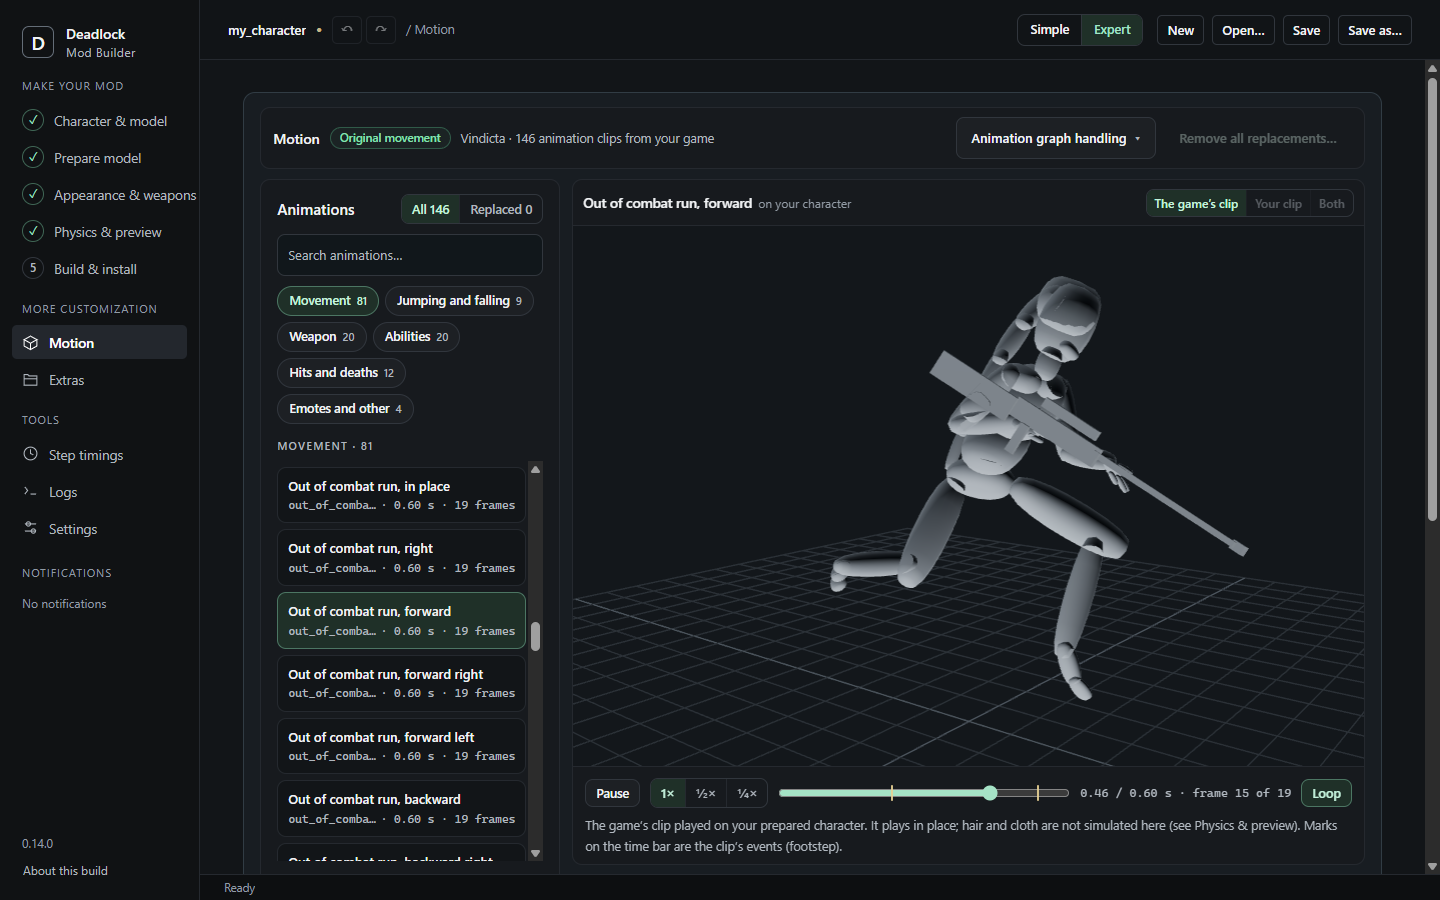 D
Deadlock
Mod Builder
my_character
/ Motion
Simple
Expert
New
Open...
Save
Save as...
MAKE YOUR MOD
Character & model
Prepare model
Appearance & weapons
Physics & preview
5
Build & install
MORE CUSTOMIZATION
Motion
Extras
TOOLS
Step timings
Logs
Settings
NOTIFICATIONS
No notifications
0.14.0
About this build
Motion
Original movement
Vindicta · 146 animation clips from your game
Animation graph handling
Remove all replacements...
Animations
All 146
Replaced 0
Search animations...
Movement 81
Jumping and falling 9
Weapon 20
Abilities 20
Hits and deaths 12
Emotes and other 4
MOVEMENT · 81
Out of combat run, in place
out_of_comba… · 0.60 s · 19 frames
Out of combat run, right
out_of_comba… · 0.60 s · 19 frames
Out of combat run, forward
out_of_comba… · 0.60 s · 19 frames
Out of combat run, forward right
out_of_comba… · 0.60 s · 19 frames
Out of combat run, forward left
out_of_comba… · 0.60 s · 19 frames
Out of combat run, backward
out_of_comba… · 0.60 s · 19 frames
Out of combat run, backward right
Out of combat run, forward on your character
The game's clip
Your clip
Both
Pause
1×
½×
¼×
0.46 / 0.60 s · frame 15 of 19
Loop
The game's clip played on your prepared character. It plays in place; hair and cloth are not simulated here (see Physics & preview). Marks
on the time bar are the clip's events (footstep).
Ready